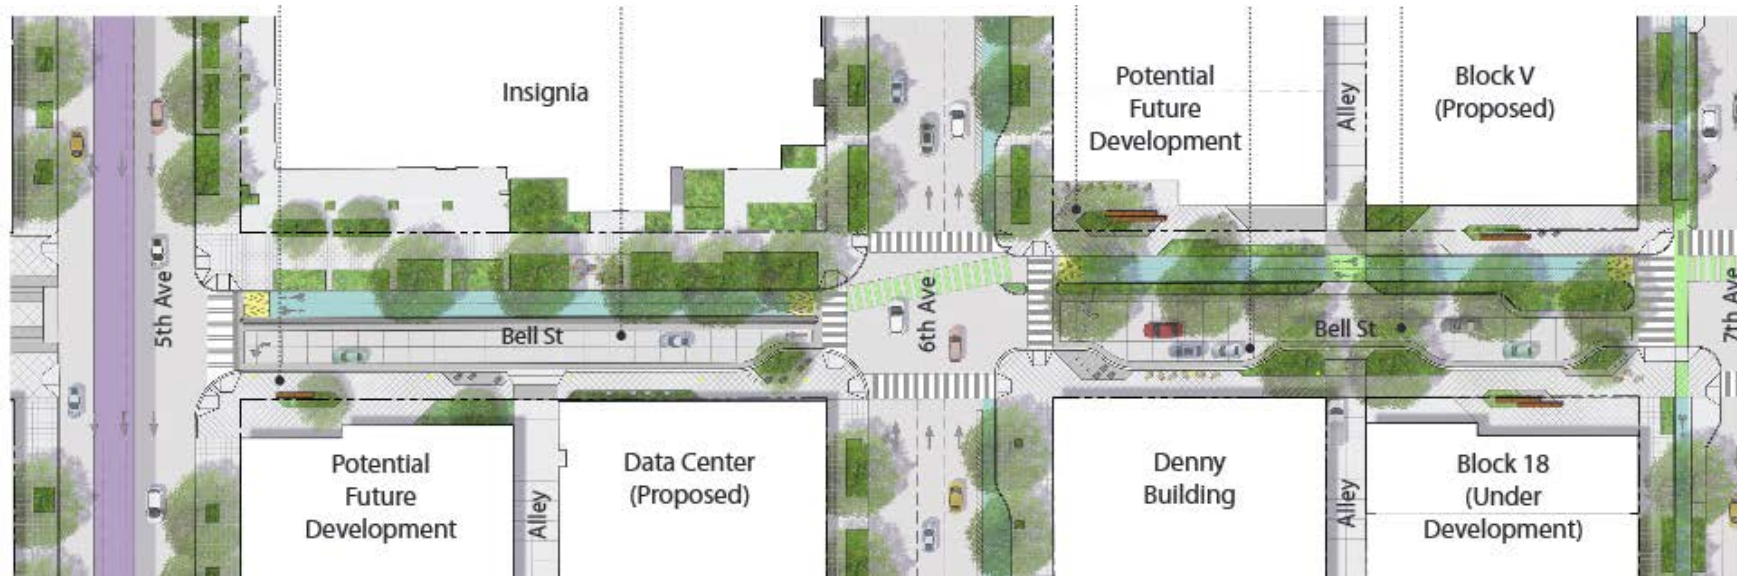 Insignia
Potential
Future
Development
Alley
Block V
(Proposed)
5th Ave
Bell St
6th Ave
Bell St
7th Ave
Potential
Future
Development
Alley
Data Center
(Proposed)
Denny
Building
Alley
Block 18
(Under
Development)